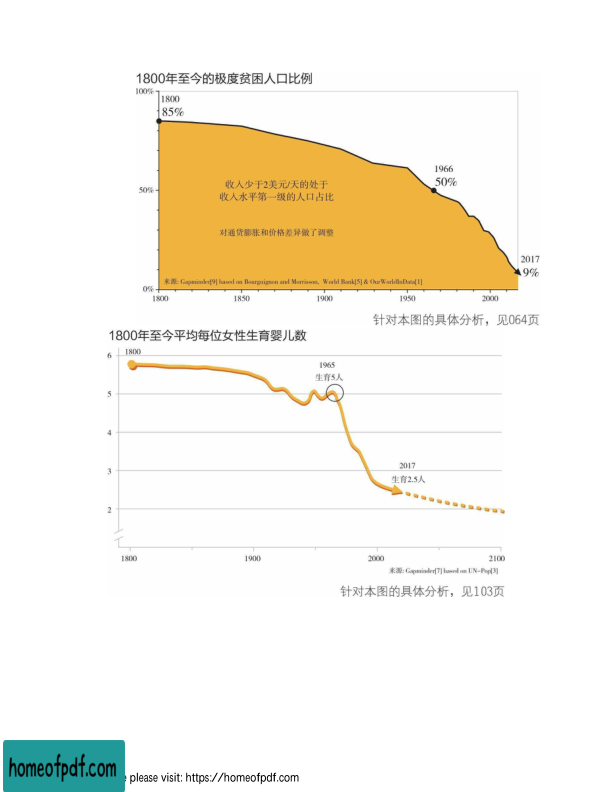 1800年至今的极度贫困人口比例
100%
1800
85%
1966
50%
50%
收入少于2美元/天的处于
收入水平第一级的人口占比
对通货膨胀和价格差异做了调整
2017
9%
来源: Gapminder[9] based on Bourguignon and Morrisson, World Bank[5] & OurWorldInData[1]
0%
1800 1850 1900 1950 2000
针对本图的具体分析，见064页
1800年至今平均每位女性生育婴儿数
6
1800
1965
生育5人
5
4
3
2017
生育2.5人
2
1800 1900 2000 2100
来源: Gapminder[7] based on UN-Pop[3]
针对本图的具体分析，见103页
homeofpdf.com
please visit: https://homeofpdf.com